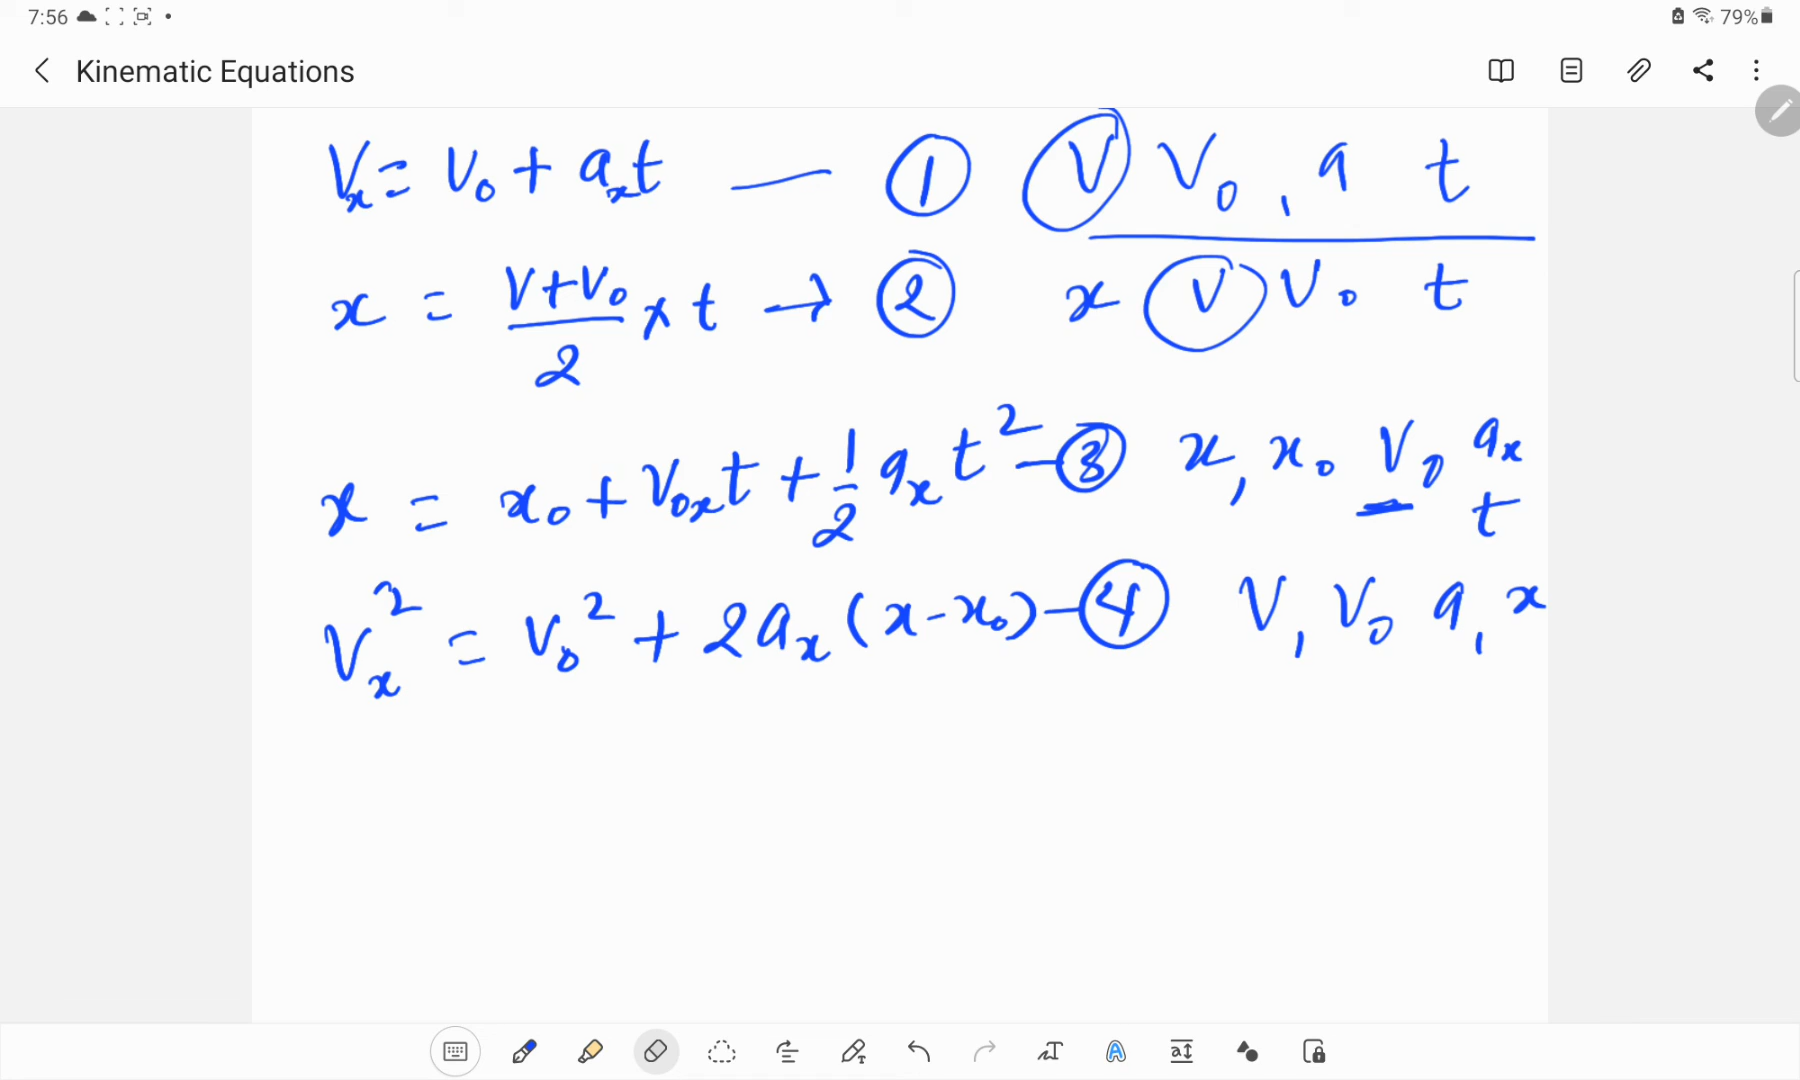 7:56 79%
Kinematic Equations
Vₓ = V₀ + aₓt — ① V V₀ , a t
x = (V+V₀)/2 × t → ② x V V₀ t
x = x₀ + V₀ₓt + 1/2 aₓt² – ③ x, x₀ V₀ aₓ
t
Vₓ² = V₀² + 2aₓ(x-x₀) – ④ V, V₀ a, x